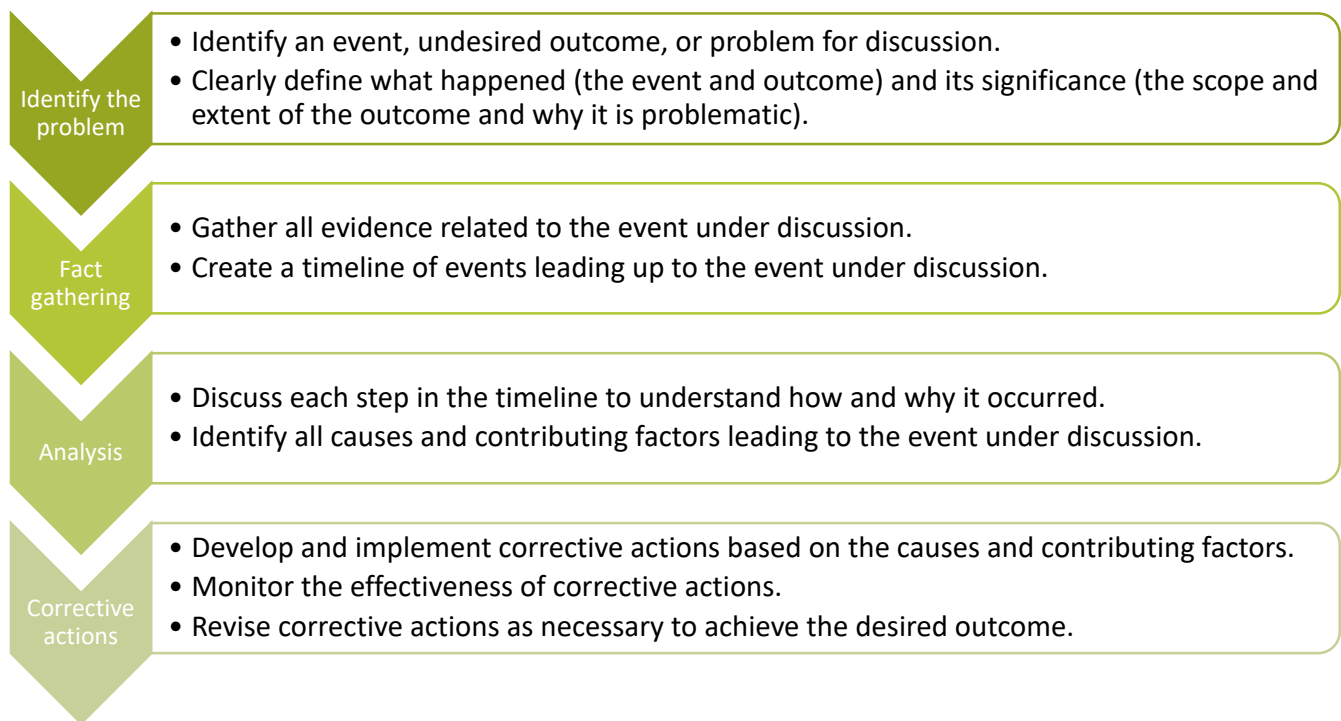 Identify the
problem
• Identify an event, undesired outcome, or problem for discussion.
• Clearly define what happened (the event and outcome) and its significance (the scope and
extent of the outcome and why it is problematic).
Fact
gathering
• Gather all evidence related to the event under discussion.
• Create a timeline of events leading up to the event under discussion.
Analysis
• Discuss each step in the timeline to understand how and why it occurred.
• Identify all causes and contributing factors leading to the event under discussion.
Corrective
actions
• Develop and implement corrective actions based on the causes and contributing factors.
• Monitor the effectiveness of corrective actions.
• Revise corrective actions as necessary to achieve the desired outcome.